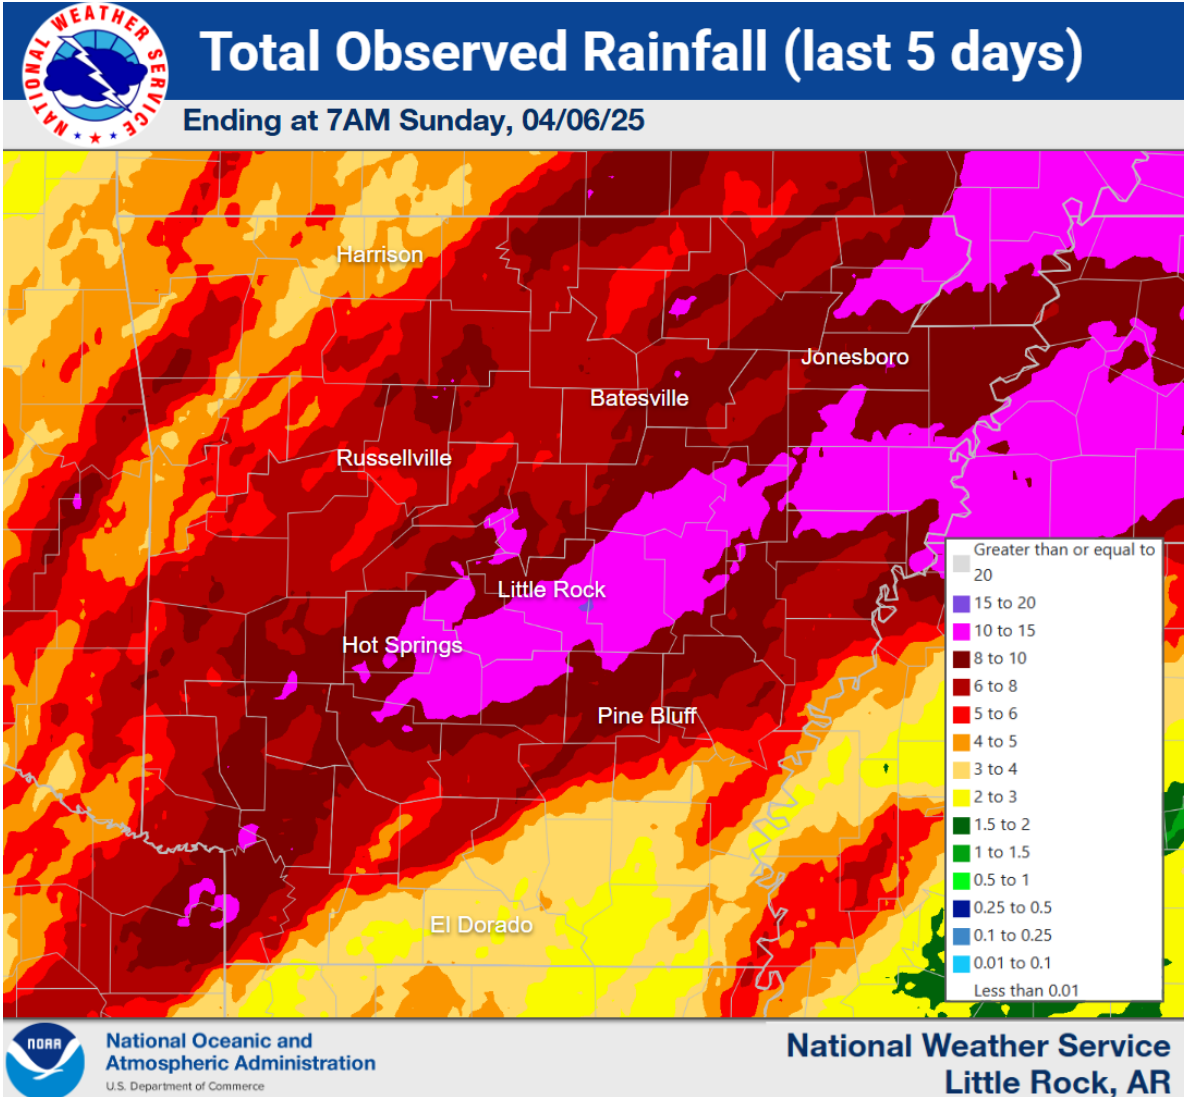 NATIONAL WEATHER SERVICE
Total Observed Rainfall (last 5 days)
Ending at 7AM Sunday, 04/06/25
Harrison
Jonesboro
Batesville
Russellville
Little Rock
Hot Springs
Pine Bluff
El Dorado
Greater than or equal to
20
15 to 20
10 to 15
8 to 10
6 to 8
5 to 6
4 to 5
3 to 4
2 to 3
1.5 to 2
1 to 1.5
0.5 to 1
0.25 to 0.5
0.1 to 0.25
0.01 to 0.1
Less than 0.01
NOAA
National Oceanic and
Atmospheric Administration
U.S. Department of Commerce
National Weather Service
Little Rock, AR